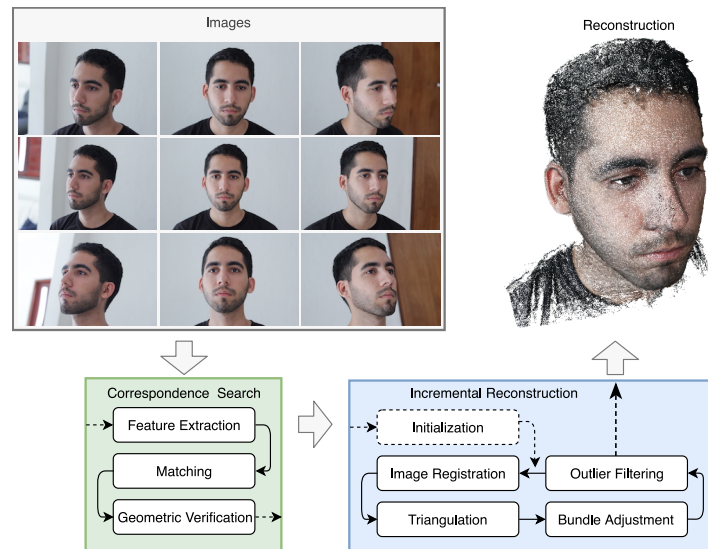 Images
Reconstruction
Correspondence Search
Feature Extraction
Matching
Geometric Verification
Incremental Reconstruction
Initialization
Image Registration
Outlier Filtering
Triangulation
Bundle Adjustment